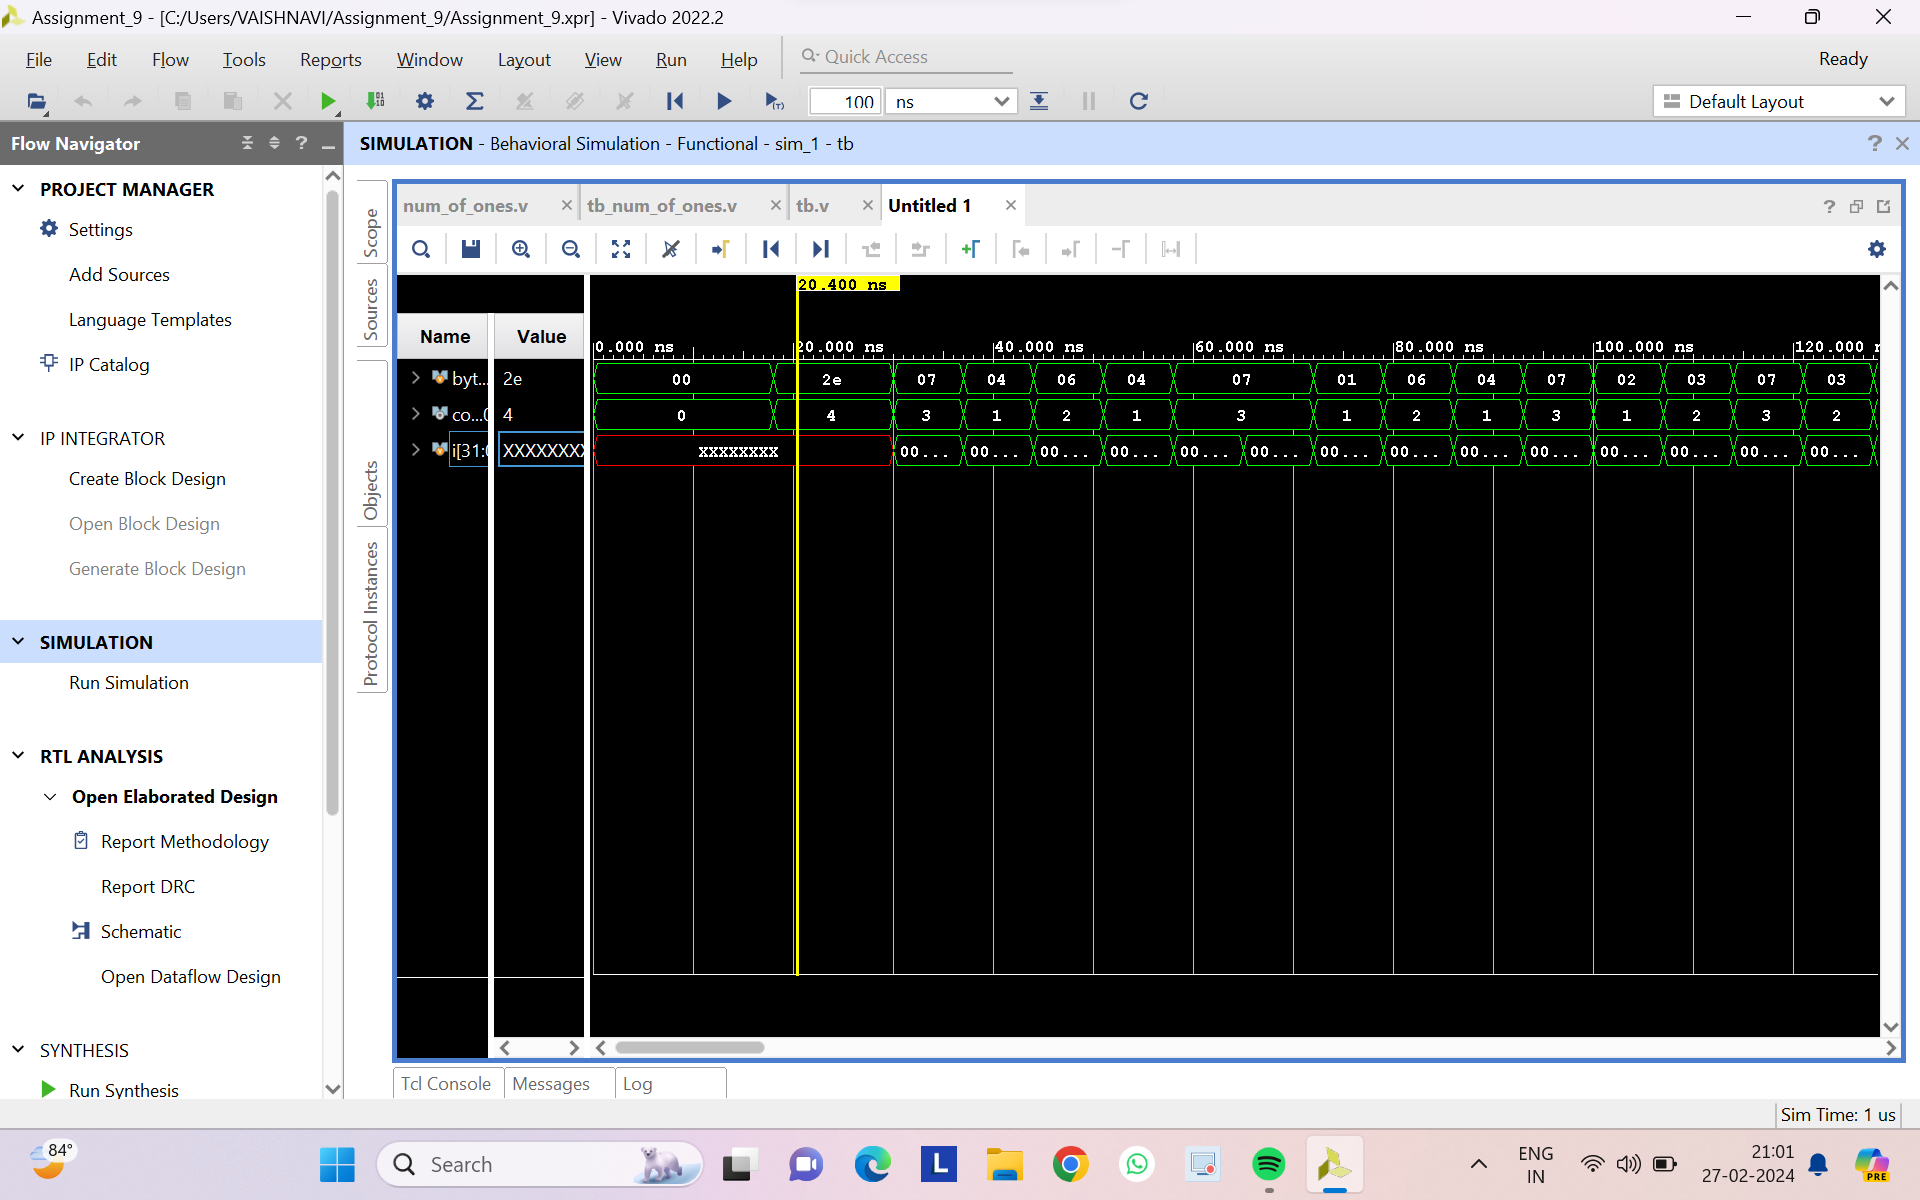 Assignment_9 - [C:/Users/VAISHNAVI/Assignment_9/Assignment_9.xpr] - Vivado 2022.2
File Edit Flow Tools Reports Window Layout View Run Help Quick Access Ready
100 ns Default Layout
Flow Navigator
SIMULATION - Behavioral Simulation - Functional - sim_1 - tb
PROJECT MANAGER
Settings
Add Sources
Language Templates
IP Catalog
IP INTEGRATOR
Create Block Design
Open Block Design
Generate Block Design
SIMULATION
Run Simulation
RTL ANALYSIS
Open Elaborated Design
Report Methodology
Report DRC
Schematic
Open Dataflow Design
SYNTHESIS
Run Synthesis
Scope
Sources
Objects
Protocol Instances
num_of_ones.v tb_num_of_ones.v tb.v Untitled 1
20.400 ns
Name Value
0.000 ns 20.000 ns 40.000 ns 60.000 ns 80.000 ns 100.000 ns 120.000
byt... 2e 00 2e 07 04 06 04 07 01 06 04 07 02 03 07 03
co... 4 0 4 3 1 2 1 3 1 2 1 3 1 2 3 2
i[31:0 XXXXXXXX XXXXXXXX 00... 00... 00... 00... 00... 00... 00... 00... 00... 00... 00... 00... 00... 00...
Tcl Console Messages Log
Sim Time: 1 us
84°
Search
L
ENG
IN
21:01
27-02-2024
PRE